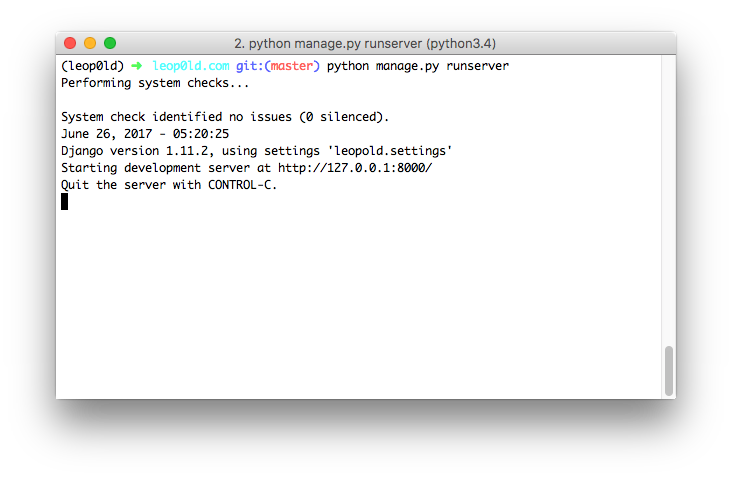 2. python manage.py runserver (python3.4)
(leop0ld) ➜ leop0ld.com git:(master) python manage.py runserver
Performing system checks...
System check identified no issues (0 silenced).
June 26, 2017 - 05:20:25
Django version 1.11.2, using settings 'leopold.settings'
Starting development server at http://127.0.0.1:8000/
Quit the server with CONTROL-C.